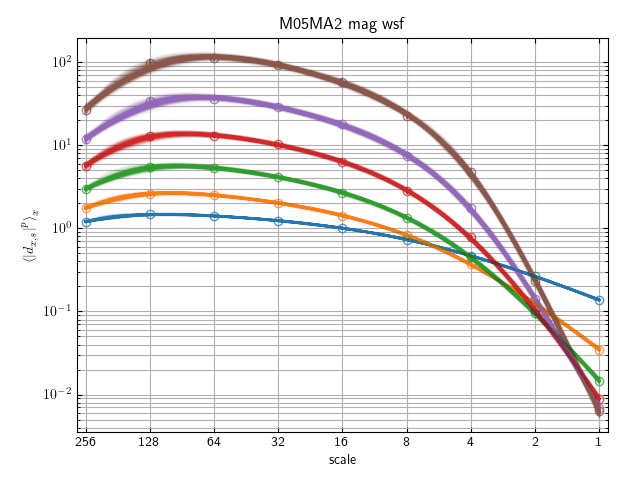 M05MA2 mag wsf
⟨|d_{x,s}|^p⟩_x
10^2
10^1
10^0
10^{-1}
10^{-2}
256 128 64 32 16 8 4 2 1
scale